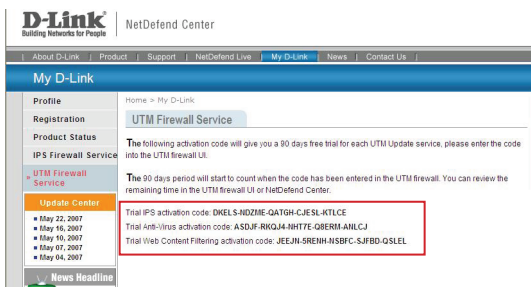 D-Link®
Building Networks for People
NetDefend Center
| About D-Link | Product | Support | NetDefend Live | My D-Link | News | Contact Us |
My D-Link
Profile
Registration
Product Status
IPS Firewall Service
UTM Firewall
Service
Update Center
May 22, 2007
May 16, 2007
May 10, 2007
May 07, 2007
May 04, 2007
News Headline
Home > My D-Link
UTM Firewall Service
The following activation code will give you a 90 days free trial for each UTM Update service, please enter the code
into the UTM firewall UI.
The 90 days period will start to count when the code has been entered in the UTM firewall. You can review the
remaining time in the UTM firewall UI or NetDefend Center.
Trial IPS activation code: DKELS-NDZME-QATGH-CJESL-KTLCE
Trial Anti-Virus activation code: ASDJF-RKQJ4-NHT7E-Q8ERM-ANLCJ
Trial Web Content Filtering activation code: JEEJN-5RENH-NSBFC-SJFBD-QSLEL